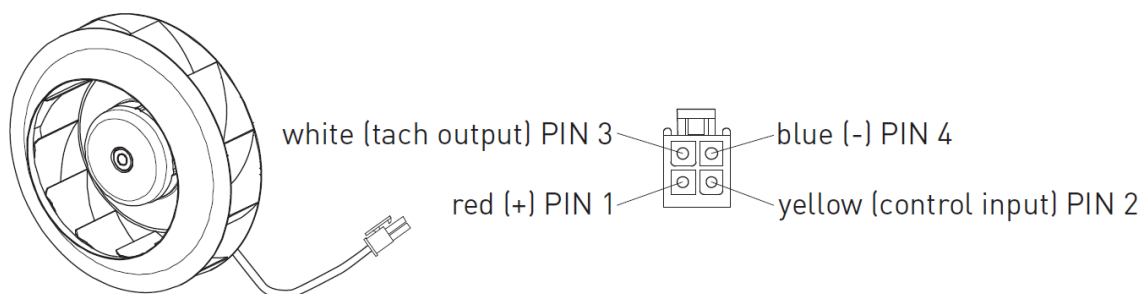 white (tach output) PIN 3
blue (-) PIN 4
red (+) PIN 1
yellow (control input) PIN 2